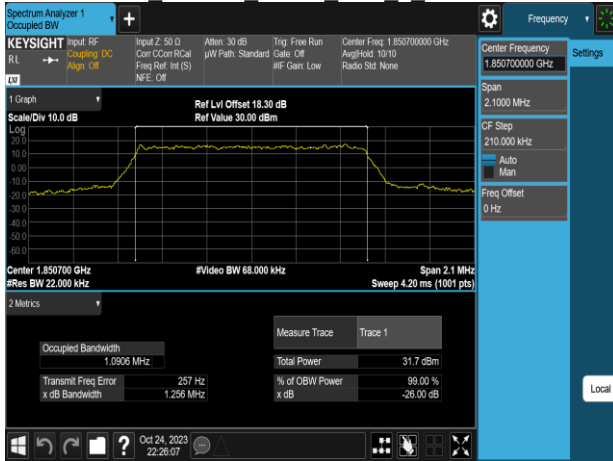 Spectrum Analyzer 1
Occupied BW
+
Frequency
KEYSIGHT
RL
LXI
Input: RF
Coupling: DC
Align: Off
Input Z: 50 Ω
Corr CCorr RCal
Freq Ref: Int (S)
NFE: Off
Atten: 30 dB
µW Path: Standard
Trig: Free Run
Gate: Off
#IF Gain: Low
Center Freq: 1.850700000 GHz
Avg|Hold: 10/10
Radio Std: None
Center Frequency
1.850700000 GHz
Settings
Span
2.1000 MHz
CF Step
210.000 kHz
Auto
Man
Freq Offset
0 Hz
Local
1 Graph
Scale/Div 10.0 dB
Ref Lvl Offset 18.30 dB
Ref Value 30.00 dBm
Log
20.0
10.0
0.00
-10.0
-20.0
-30.0
-40.0
-50.0
-60.0
Center 1.850700 GHz
#Res BW 22.000 kHz
#Video BW 68.000 kHz
Span 2.1 MHz
Sweep 4.20 ms (1001 pts)
2 Metrics
Measure Trace Trace 1
Occupied Bandwidth
1.0906 MHz
Total Power 31.7 dBm
Transmit Freq Error 257 Hz
% of OBW Power 99.00 %
x dB Bandwidth 1.256 MHz
x dB -26.00 dB
?
Oct 24, 2023
22:26:07